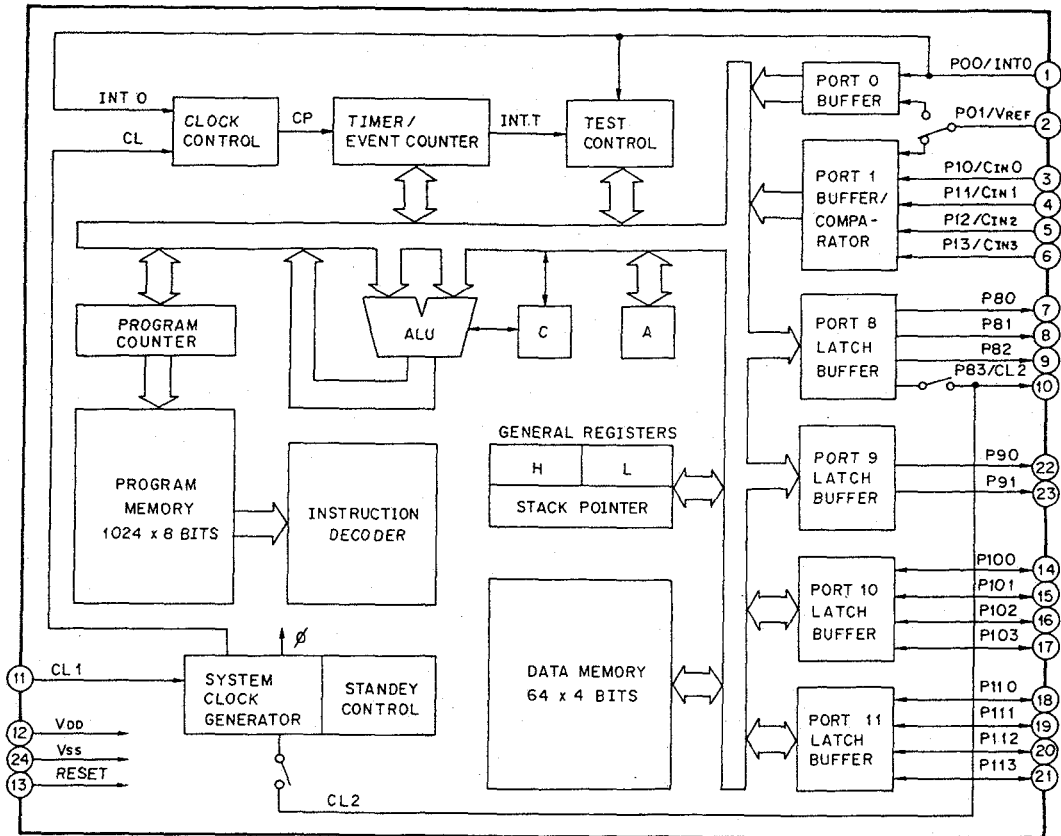 INT 0
CL
CLOCK
CONTROL
CP
TIMER/
EVENT COUNTER
INT.T
TEST
CONTROL
PORT 0
BUFFER
P00/INT0
1
P01/VREF
2
PORT 1
BUFFER/
COMPA-
RATOR
P10/CIN0
3
P11/CIN1
4
P12/CIN2
5
P13/CIN3
6
PROGRAM
COUNTER
ALU
C
A
PORT 8
LATCH
BUFFER
P80
7
P81
8
P82
9
P83/CL2
10
PROGRAM
MEMORY
1024 x 8 BITS
INSTRUCTION
DECODER
GENERAL REGISTERS
H
L
STACK POINTER
PORT 9
LATCH
BUFFER
P90
22
P91
23
PORT 10
LATCH
BUFFER
P100
14
P101
15
P102
16
P103
17
DATA MEMORY
64 x 4 BITS
PORT 11
LATCH
BUFFER
P110
18
P111
19
P112
20
P113
21
ø
SYSTEM
CLOCK
GENERATOR
STANDEY
CONTROL
11
CL1
12
VDD
24
VSS
13
RESET
CL2